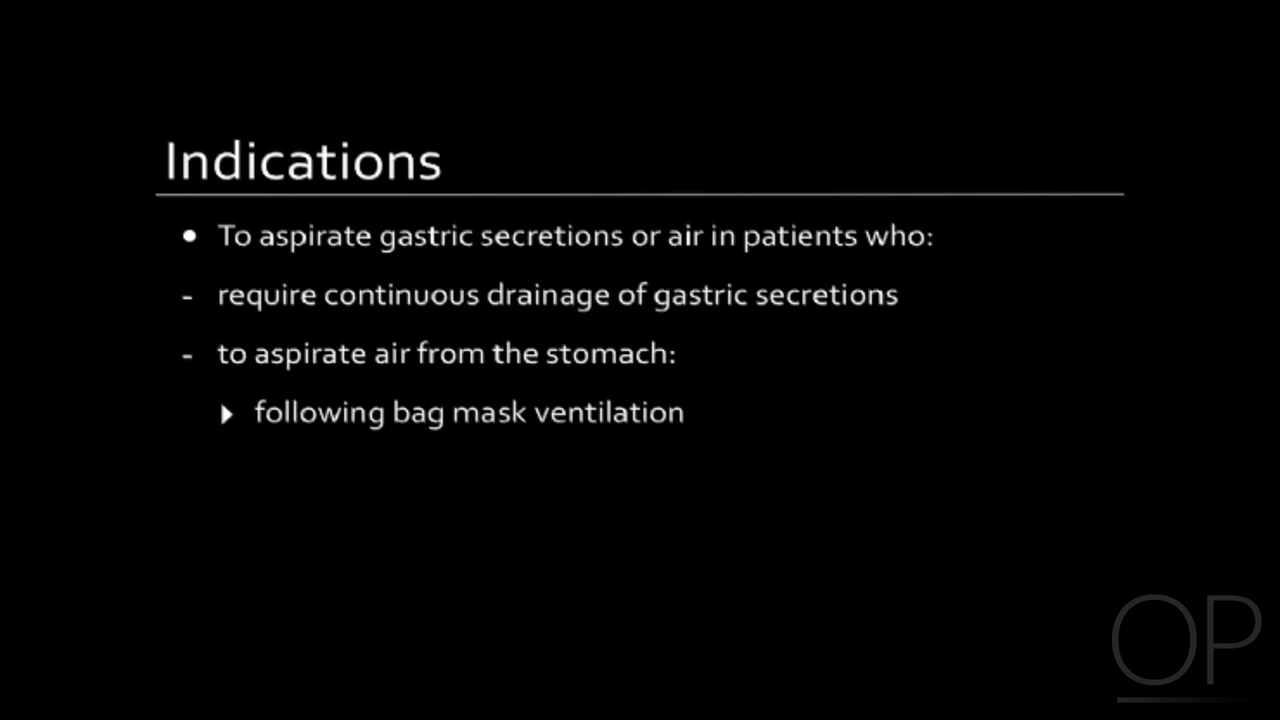 Indications
• To aspirate gastric secretions or air in patients who:
- require continuous drainage of gastric secretions
- to aspirate air from the stomach:
‣ following bag mask ventilation
OP